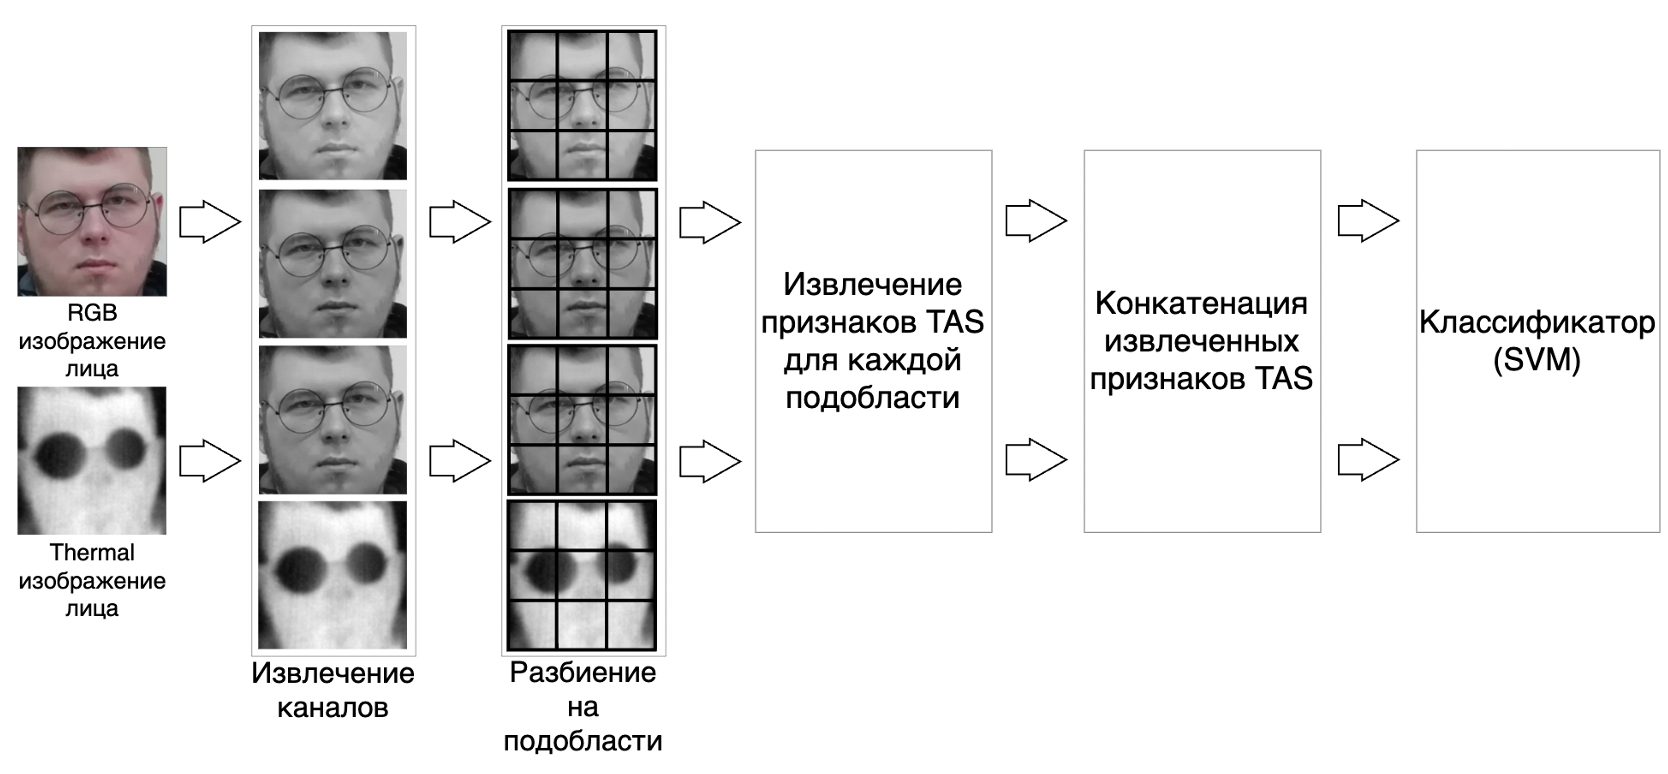 RGB
изображение
лица
Thermal
изображение
лица
Извлечение
каналов
Разбиение
на
подобласти
Извлечение
признаков TAS
для каждой
подобласти
Конкатенация
извлеченных
признаков TAS
Классификатор
(SVM)